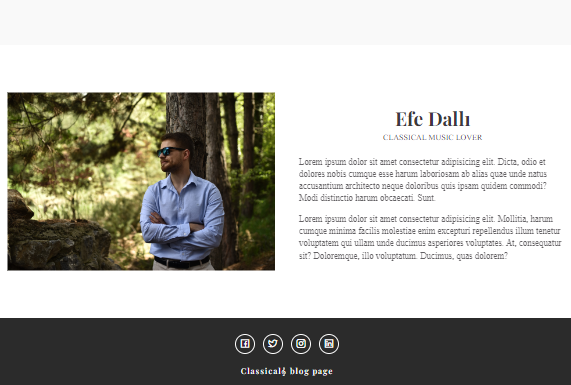 Efe Dallı
CLASSICAL MUSIC LOVER
Lorem ipsum dolor sit amet consectetur adipisicing elit. Dicta, odio et
dolores nobis cumque esse harum laboriosam ab alias quae unde natus
accusantium architecto neque doloribus quis ipsam quidem commodi?
Modi distinctio harum obcaecati. Sunt.
Lorem ipsum dolor sit amet consectetur adipisicing elit. Mollitia, harum
cumque minima facilis molestiae enim excepturi repellendus illum tenetur
voluptatem qui ullam unde ducimus asperiores voluptates. At, consequatur
sit? Doloremque, illo voluptatum. Ducimus, quas dolorem?
Classical𝄞 blog page